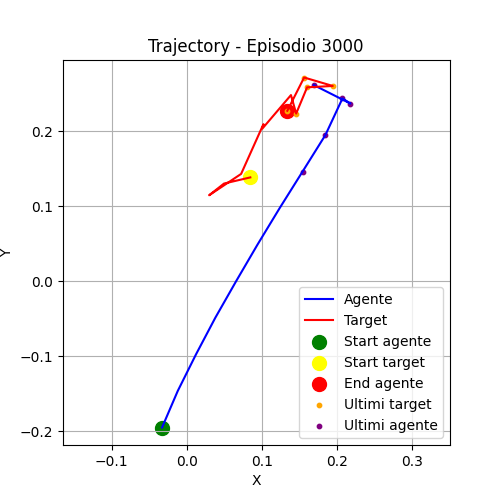 Trajectory - Episodio 3000
Y
0.2
0.1
0.0
−0.1
−0.2
Agente
Target
Start agente
Start target
End agente
Ultimi target
Ultimi agente
−0.1 0.0 0.1 0.2 0.3
X